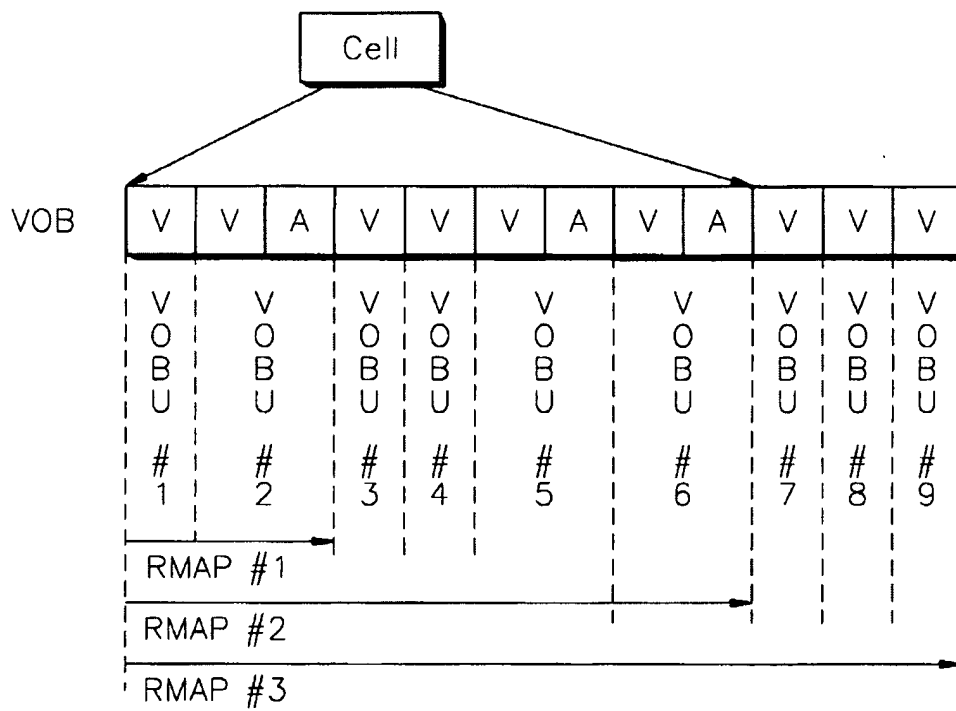 Cell
VOB V V A V V V A V A V V V
VOBU #1
VOBU #2
VOBU #3
VOBU #4
VOBU #5
VOBU #6
VOBU #7
VOBU #8
VOBU #9
RMAP #1
RMAP #2
RMAP #3